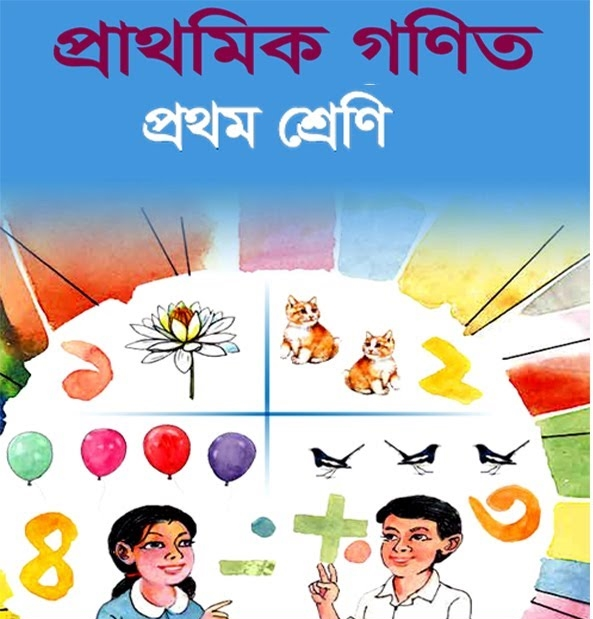 প্রাথমিক গণিত
প্রথম শ্রেণি
১
২
৪
÷ +
৩